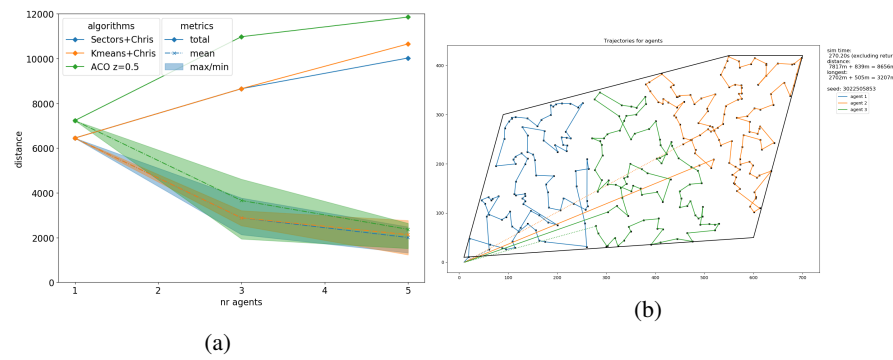 12000
10000
8000
6000
4000
2000
0
distance
algorithms
Sectors+Chris
Kmeans+Chris
ACO z=0.5
metrics
total
mean
max/min
1
2
3
4
5
nr agents
(a)
Trajectories for agents
400
300
200
100
0
0
100
200
300
400
500
600
700
sim time:
270.20s (excluding retur
distance:
7817m + 839m = 8656m
longest:
2702m + 505m = 3207m
seed: 3022505853
agent 1
agent 2
agent 3
(b)